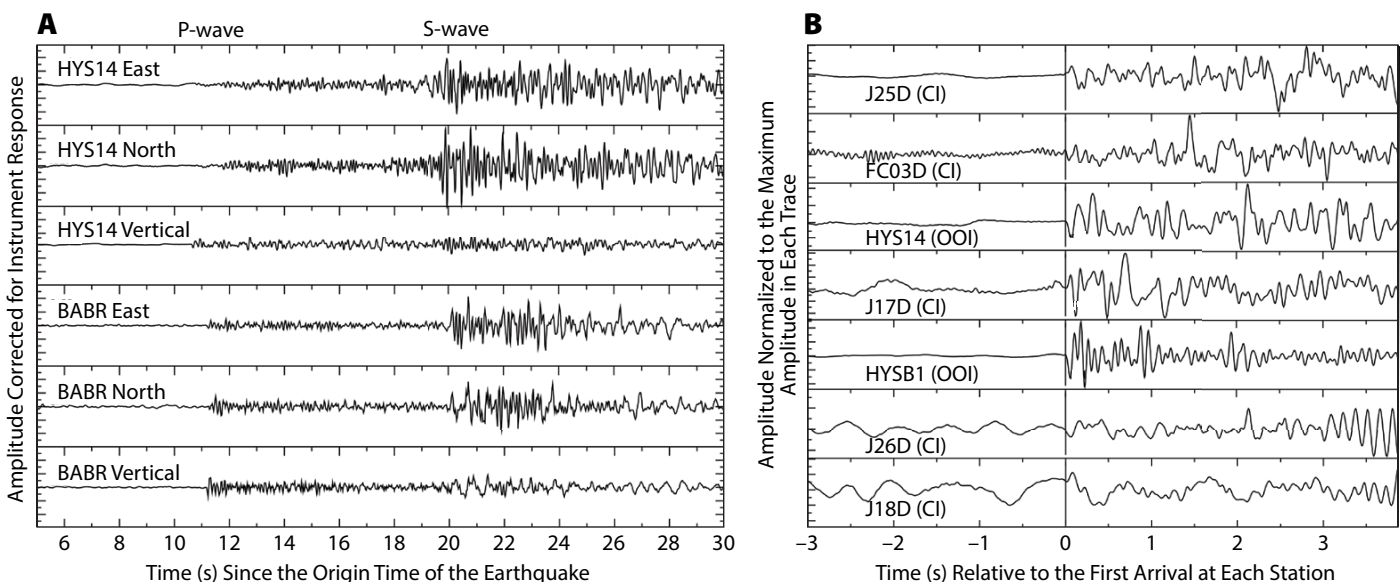 A
P-wave
S-wave
Amplitude Corrected for Instrument Response
HYS14 East
HYS14 North
HYS14 Vertical
BABR East
BABR North
BABR Vertical
6 8 10 12 14 16 18 20 22 24 26 28 30
Time (s) Since the Origin Time of the Earthquake
B
Amplitude Normalized to the Maximum
Amplitude in Each Trace
J25D (CI)
FC03D (CI)
HYS14 (OOI)
J17D (CI)
HYSB1 (OOI)
J26D (CI)
J18D (CI)
−3 −2 −1 0 1 2 3
Time (s) Relative to the First Arrival at Each Station